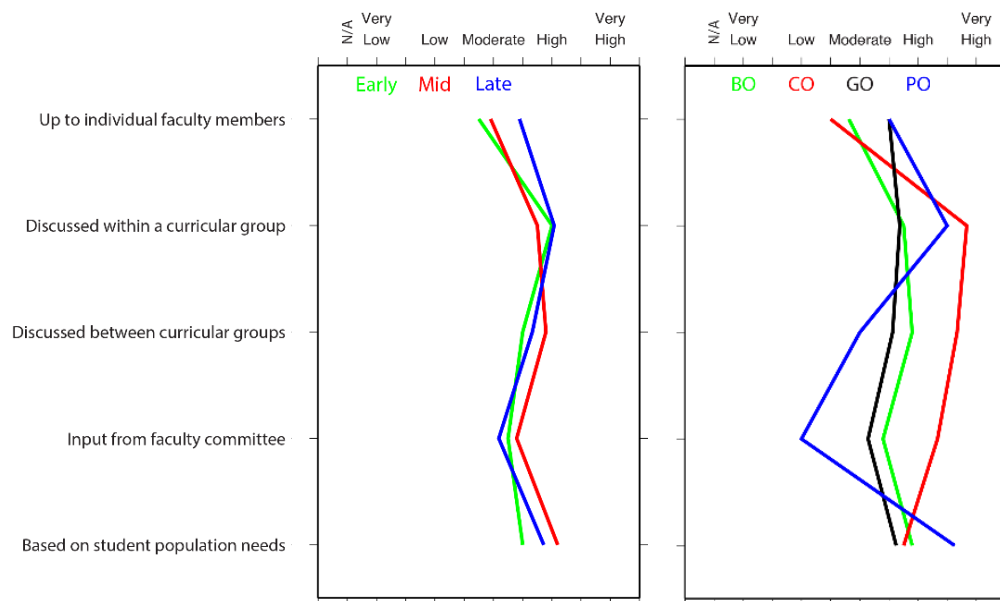 N/A
Very
Low
Low
Moderate
High
Very
High
N/A
Very
Low
Low
Moderate
High
Very
High
Early Mid Late
BO CO GO PO
Up to individual faculty members
Discussed within a curricular group
Discussed between curricular groups
Input from faculty committee
Based on student population needs